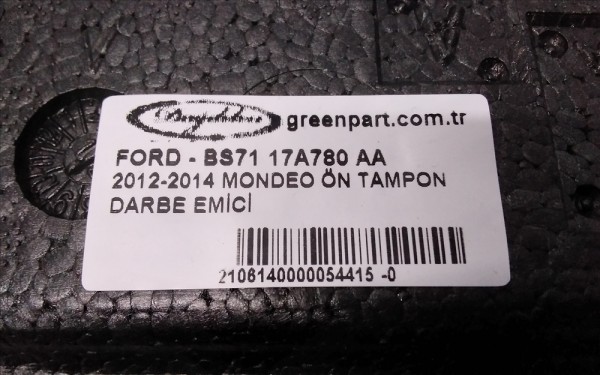 greenpart.com.tr
FORD - BS71 17A780 AA
2012-2014 MONDEO ÖN TAMPON
DARBE EMİCİ
2106140000054415 -0